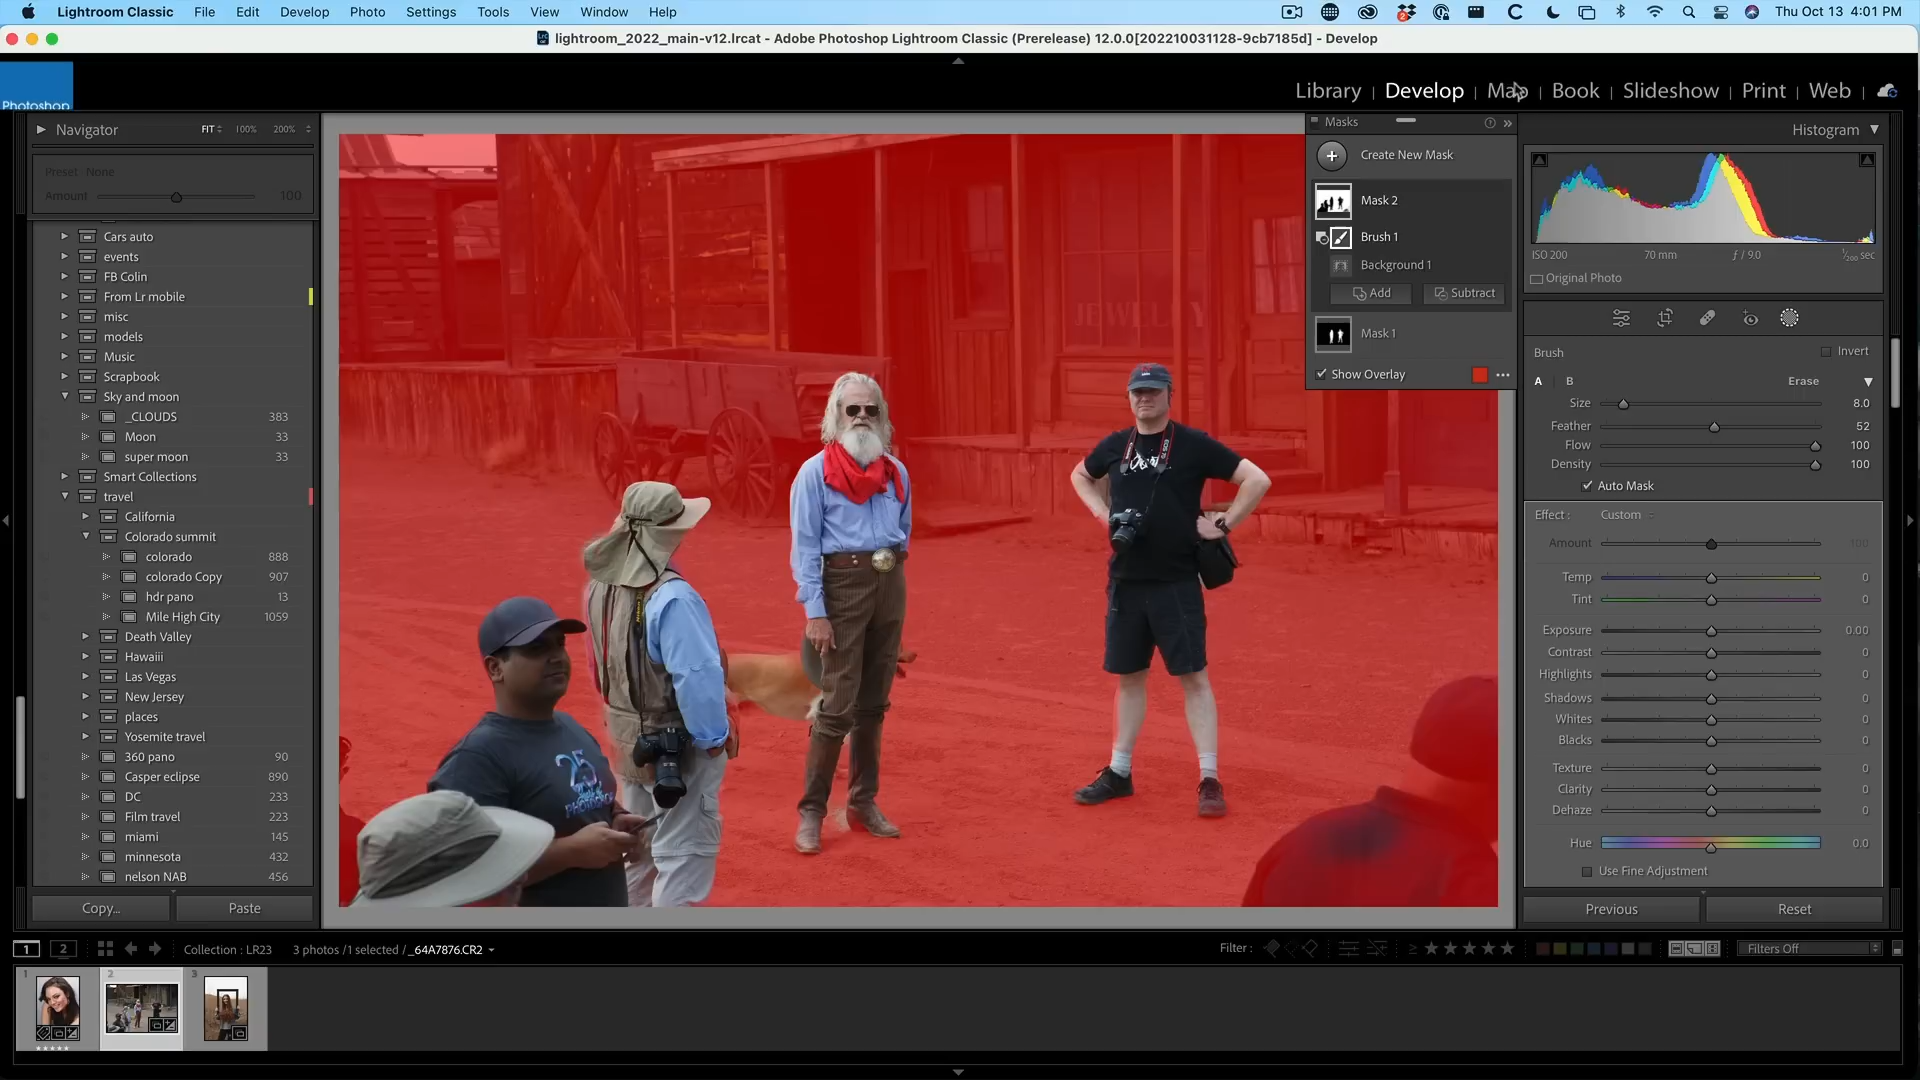 Lightroom Classic File Edit Develop Photo Settings Tools View Window Help Thu Oct 13 4:01 PM
lightroom_2022_main-v12.lrcat - Adobe Photoshop Lightroom Classic (Prerelease) 12.0.0[202210031128-9cb7185d] - Develop
Photoshop
Library | Develop | Map | Book | Slideshow | Print | Web |
Navigator FIT 100% 200%
Preset: None
Amount 100
Cars auto
events
FB Colin
From Lr mobile
misc
models
Music
Scrapbook
Sky and moon
_CLOUDS 383
Moon 33
super moon 33
Smart Collections
travel
California
Colorado summit
colorado 888
colorado Copy 907
hdr pano 13
Mile High City 1059
Death Valley
Hawaiii
Las Vegas
New Jersey
places
Yosemite travel
360 pano 90
Casper eclipse 890
DC 233
Film travel 223
miami 145
minnesota 432
nelson NAB 456
Copy... Paste
JEWELLRY
25
Masks
Create New Mask
Mask 2
Brush 1
Background 1
Add Subtract
Mask 1
Show Overlay
Histogram
ISO 200 70 mm ƒ / 9.0 1/200 sec
Original Photo
Brush Invert
A B Erase
Size 8.0
Feather 52
Flow 100
Density 100
Auto Mask
Effect : Custom
Amount 100
Temp 0
Tint 0
Exposure 0.00
Contrast 0
Highlights 0
Shadows 0
Whites 0
Blacks 0
Texture 0
Clarity 0
Dehaze 0
Hue 0.0
Use Fine Adjustment
Previous Reset
1 2 Collection : LR23 3 photos /1 selected /_64A7876.CR2 Filter : Filters Off
1 2 3